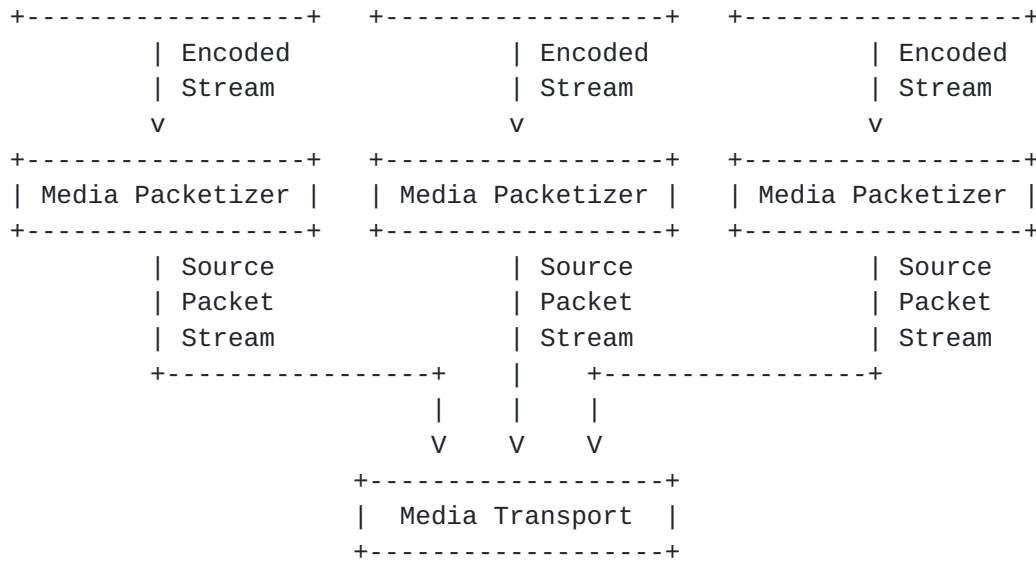 +------------------+   +-------------------+   +------------------+
         | Encoded             | Encoded              | Encoded
         | Stream              | Stream               | Stream
         v                      v                      v
+------------------+   +-------------------+   +-------------------+
| Media Packetizer |   | Media Packetizer |   | Media Packetizer |
+------------------+   +-------------------+   +-------------------+
         | Source               | Source               | Source
         | Packet               | Packet               | Packet
         | Stream               | Stream               | Stream
         +-----------------+    |    +-----------------+
                           |    |    |
                           V    V    V
                      +-------------------+
                      |  Media Transport  |
                      +-------------------+